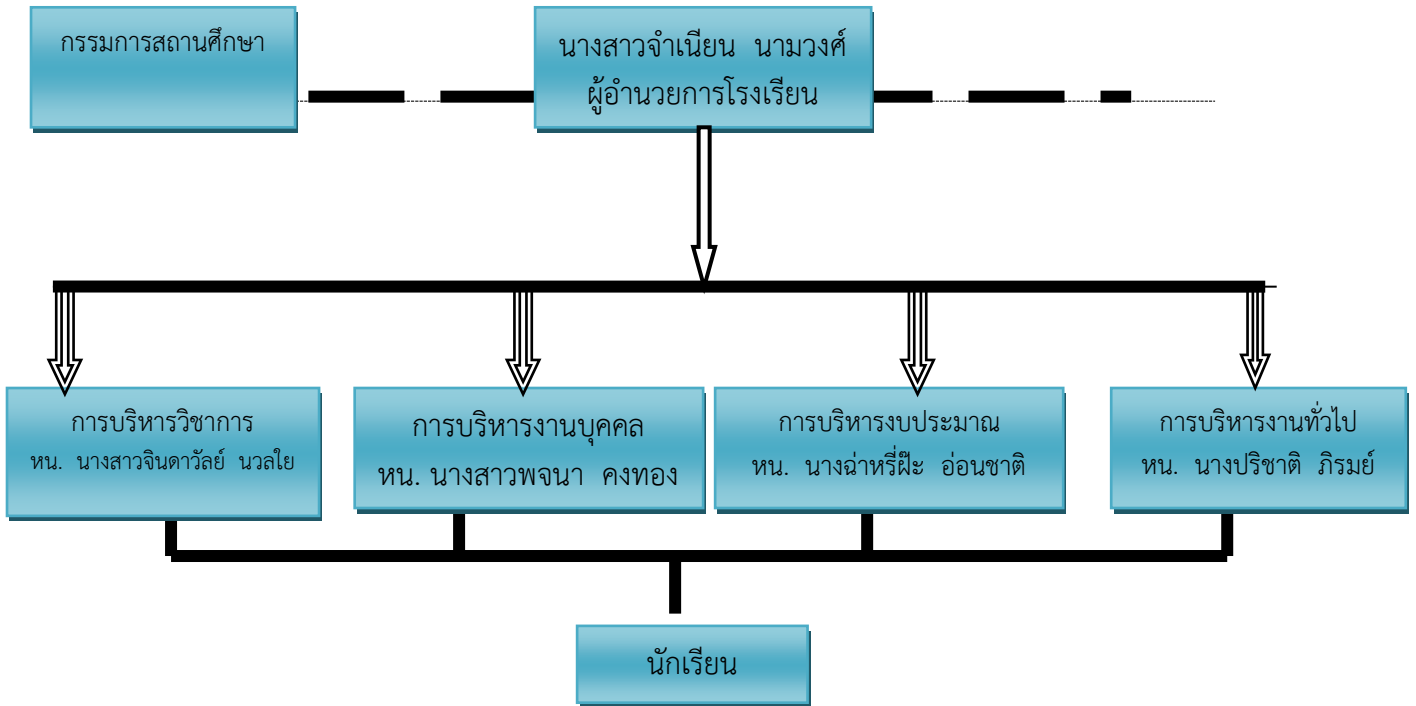 กรรมการสถานศึกษา
นางสาวจำเนียน นามวงศ์
ผู้อำนวยการโรงเรียน
การบริหารวิชาการ
หน. นางสาวจินดาวัลย์ นวลใย
การบริหารงานบุคคล
หน. นางสาวพจนา คงทอง
การบริหารงบประมาณ
หน. นางฉ่าหรี่ฝ๊ะ อ่อนชาติ
การบริหารงานทั่วไป
หน. นางปริชาติ ภิรมย์
นักเรียน